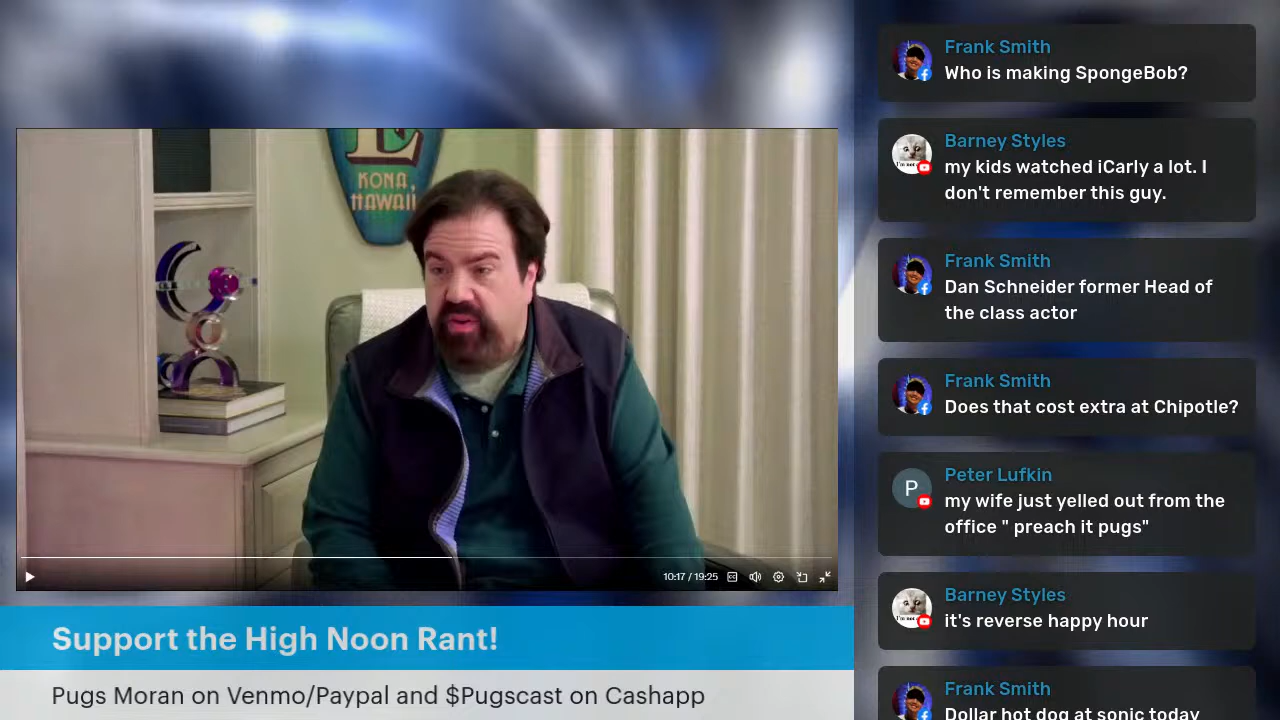 E
KONA,
HAWAII
10:17 / 19:25
Support the High Noon Rant!
Pugs Moran on Venmo/Paypal and $Pugscast on Cashapp
Frank Smith
Who is making SpongeBob?
Barney Styles
my kids watched iCarly a lot. I
don't remember this guy.
Frank Smith
Dan Schneider former Head of
the class actor
Frank Smith
Does that cost extra at Chipotle?
P
Peter Lufkin
my wife just yelled out from the
office " preach it pugs"
Barney Styles
it's reverse happy hour
Frank Smith
Dollar hot dog at sonic today